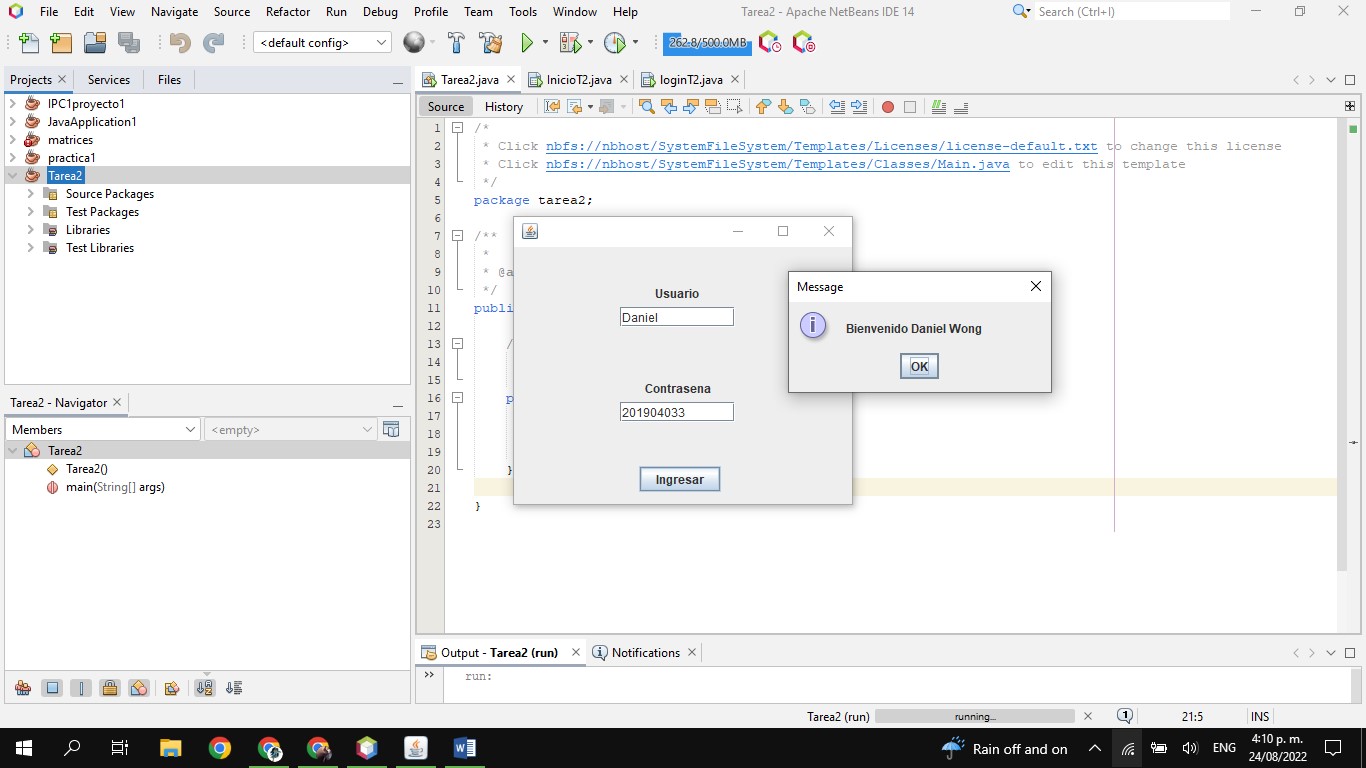 File Edit View Navigate Source Refactor Run Debug Profile Team Tools Window Help
Tarea2 - Apache NetBeans IDE 14
Search (Ctrl+I)
<default config>
262.8/500.0MB
Projects Services Files
IPC1proyecto1
JavaApplication1
matrices
practica1
Tarea2
Source Packages
Test Packages
Libraries
Test Libraries
Tarea2 - Navigator
Members
<empty>
Tarea2
Tarea2()
main(String[] args)
Tarea2.java InicioT2.java loginT2.java
Source History
1 /*
2 * Click nbfs://nbhost/SystemFileSystem/Templates/Licenses/license-default.txt to change this license
3 * Click nbfs://nbhost/SystemFileSystem/Templates/Classes/Main.java to edit this template
4 */
5 package tarea2;
6
7 /**
8 *
9 * @a
10 */
11 publi
12
13 /
14
15
16 p
17
18
19
20 }
21
22 }
23
Usuario
Daniel
Contrasena
201904033
Ingresar
Message
i
Bienvenido Daniel Wong
OK
Output - Tarea2 (run) Notifications
run:
Tarea2 (run) running... 1 21:5 INS
Rain off and on ENG 4:10 p. m.
24/08/2022